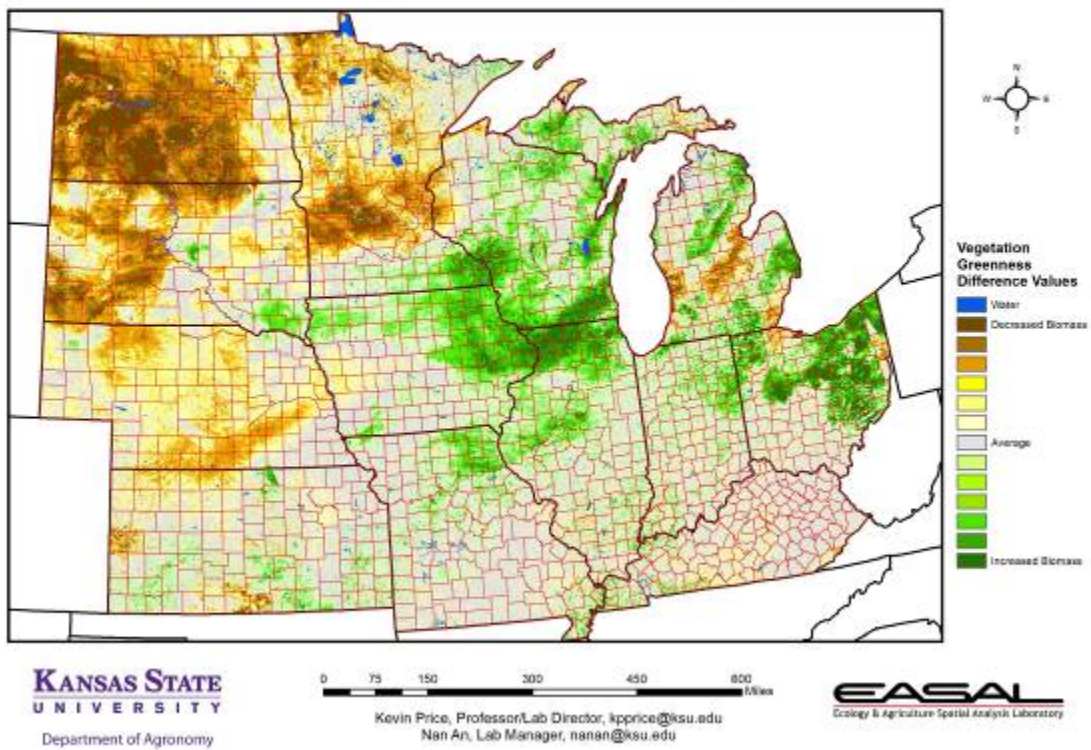 N
W
E
S
Vegetation
Greenness
Difference Values
Water
Decreased Biomass
Average
Increased Biomass
KANSAS STATE
UNIVERSITY
Department of Agronomy
0 75 150 300 450 600
Miles
Kevin Price, Professor/Lab Director, kpprice@ksu.edu
Nan An, Lab Manager, nanan@ksu.edu
EASAL
Ecology & Agriculture Spatial Analysis Laboratory